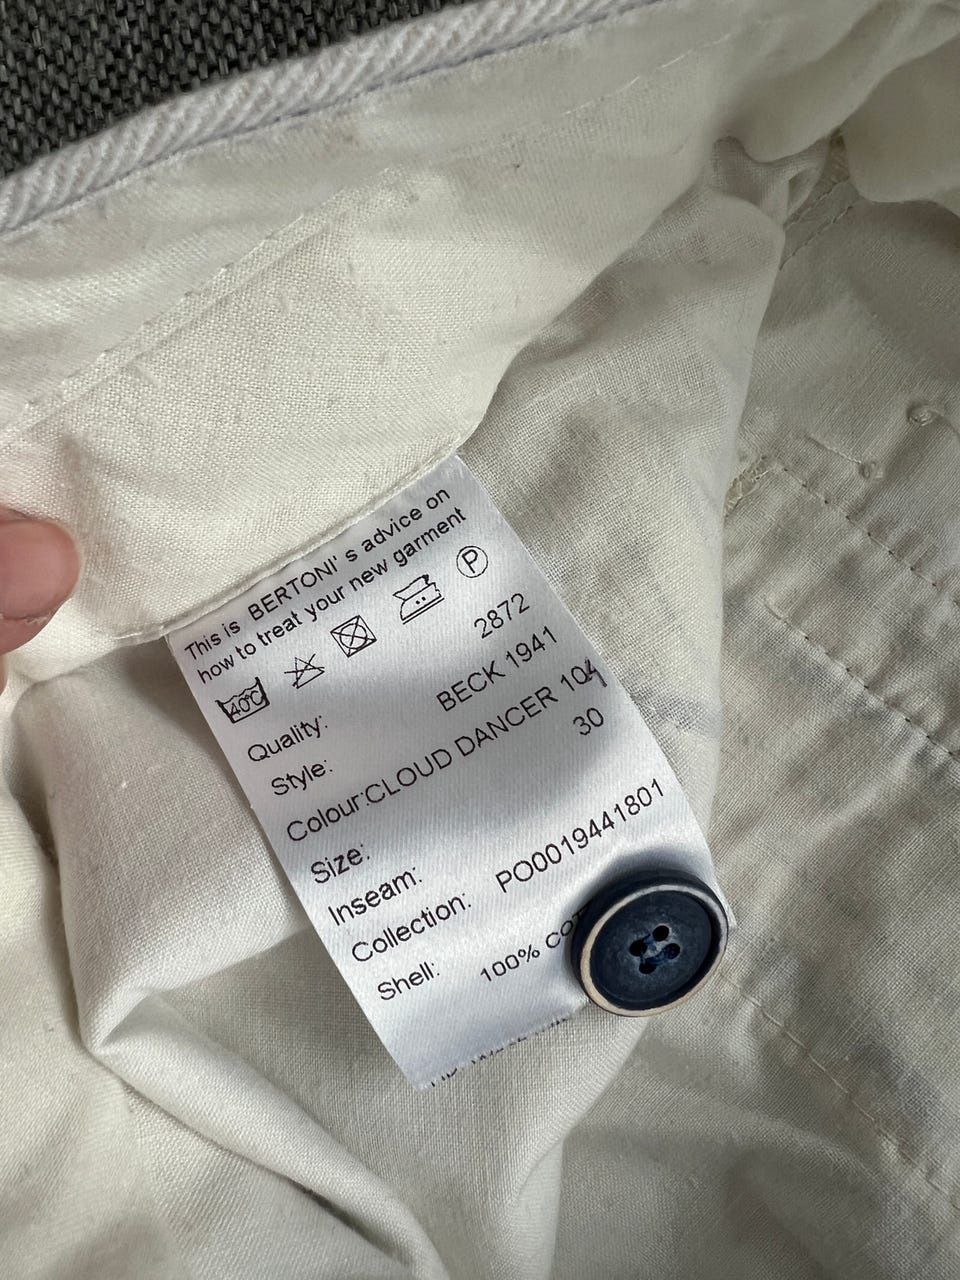 This is BERTONI' s advice on
how to treat your new garment
40°C P
Quality: 2872
Style: BECK 1941
Colour:CLOUD DANCER 104
Size: 30
Inseam:
Collection: PO0019441801
Shell: 100%